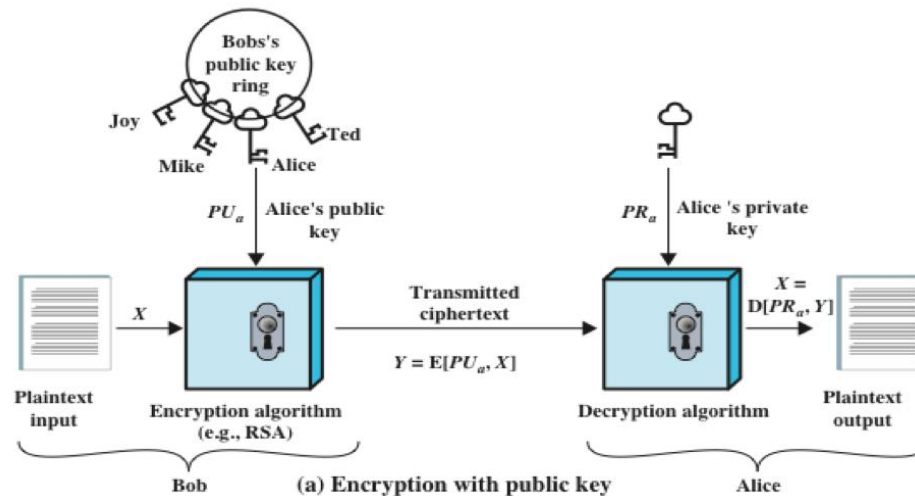 Bobs's
public key
ring
Joy
Ted
Mike
Alice
PUa
Alice's public
key
PRa
Alice 's private
key
X
Transmitted
ciphertext
X =
D[PRa, Y]
Y = E[PUa, X]
Plaintext
input
Encryption algorithm
(e.g., RSA)
Decryption algorithm
Plaintext
output
Bob
(a) Encryption with public key
Alice